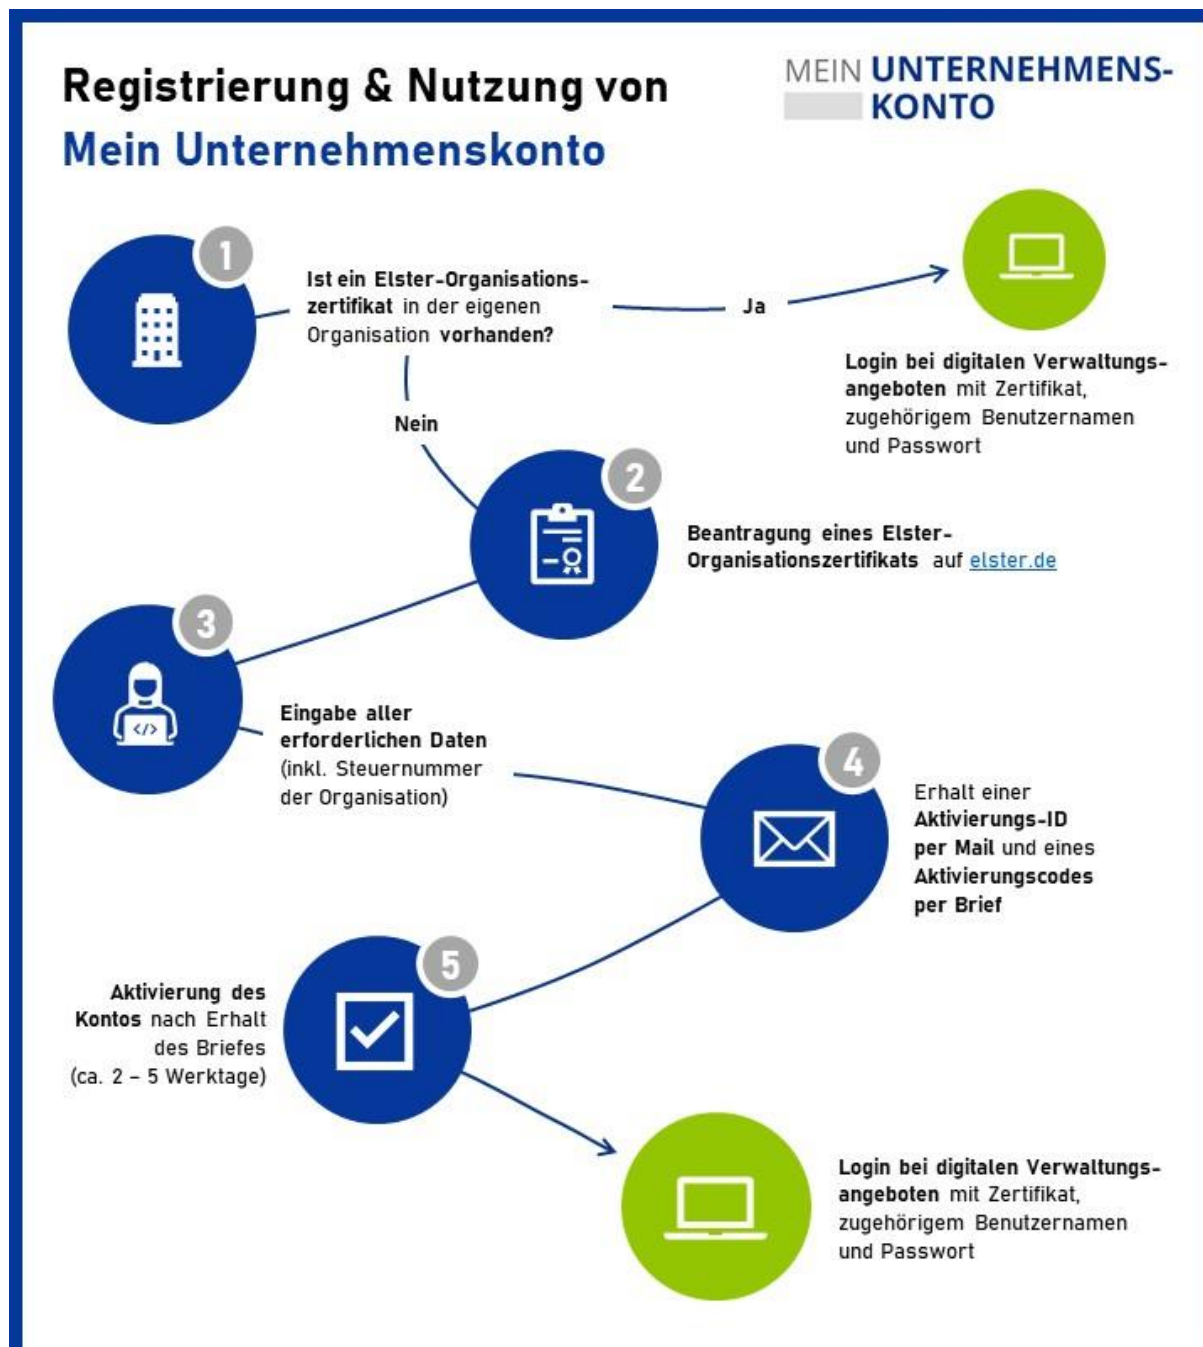 Registrierung & Nutzung von
Mein Unternehmenskonto
MEIN UNTERNEHMENS-
KONTO
1
Ist ein Elster-Organisations-
zertifikat in der eigenen
Organisation vorhanden?
Ja
Login bei digitalen Verwaltungs-
angeboten mit Zertifikat,
zugehörigem Benutzernamen
und Passwort
Nein
2
Beantragung eines Elster-
Organisationszertifikats auf elster.de
3
</>
Eingabe aller
erforderlichen Daten
(inkl. Steuernummer
der Organisation)
4
Erhalt einer
Aktivierungs-ID
per Mail und eines
Aktivierungscodes
per Brief
5
Aktivierung des
Kontos nach Erhalt
des Briefes
(ca. 2 – 5 Werktage)
Login bei digitalen Verwaltungs-
angeboten mit Zertifikat,
zugehörigem Benutzernamen
und Passwort